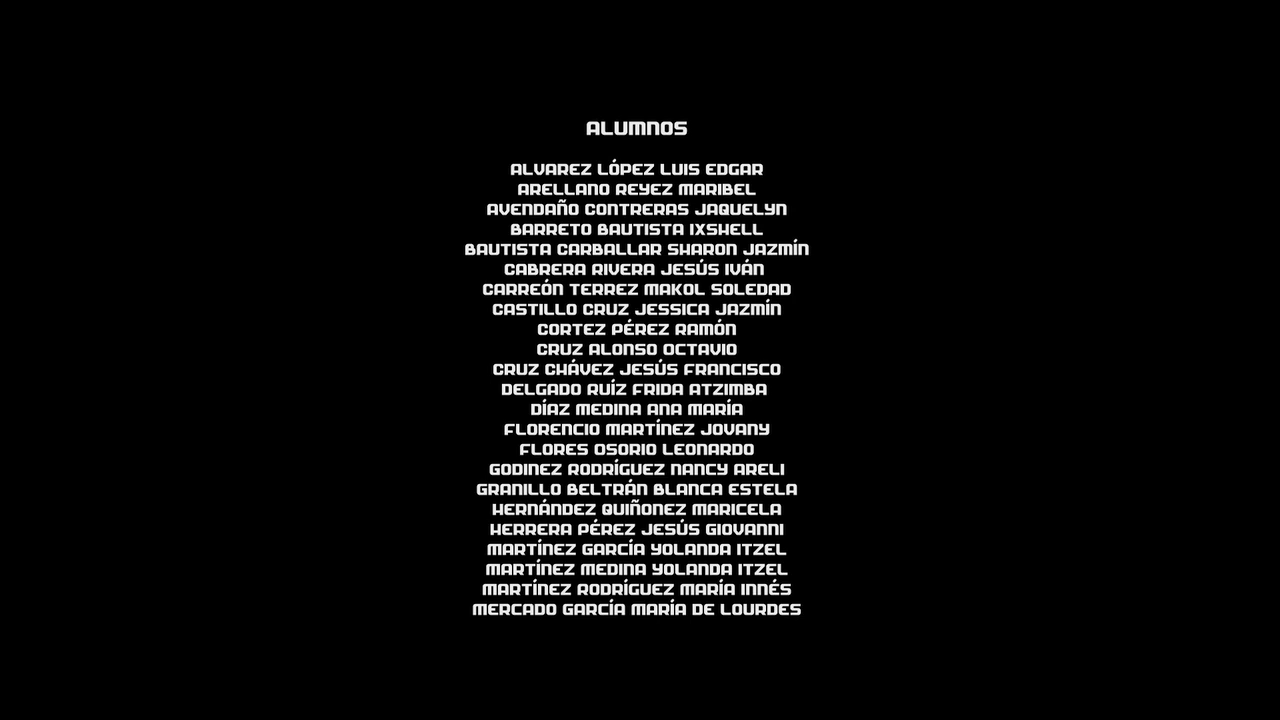 ALUMNOS
ALVAREZ LÓPEZ LUIS EDGAR
ARELLANO REYEZ MARIBEL
AVENDAÑO CONTRERAS JAQUELYN
BARRETO BAUTISTA IXSHELL
BAUTISTA CARBALLAR SHARON JAZMÍN
CABRERA RIVERA JESÚS IVÁN
CARREÓN TERREZ MAKOL SOLEDAD
CASTILLO CRUZ JESSICA JAZMÍN
CORTEZ PÉREZ RAMÓN
CRUZ ALONSO OCTAVIO
CRUZ CHÁVEZ JESÚS FRANCISCO
DELGADO RUÍZ FRIDA ATZIMBA
DÍAZ MEDINA ANA MARÍA
FLORENCIO MARTÍNEZ JOVANY
FLORES OSORIO LEONARDO
GODINEZ RODRÍGUEZ NANCY ARELI
GRANILLO BELTRÁN BLANCA ESTELA
HERNÁNDEZ QUIÑONEZ MARICELA
HERRERA PÉREZ JESÚS GIOVANNI
MARTÍNEZ GARCÍA YOLANDA ITZEL
MARTÍNEZ MEDINA YOLANDA ITZEL
MARTÍNEZ RODRÍGUEZ MARÍA INNÉS
MERCADO GARCÍA MARÍA DE LOURDES